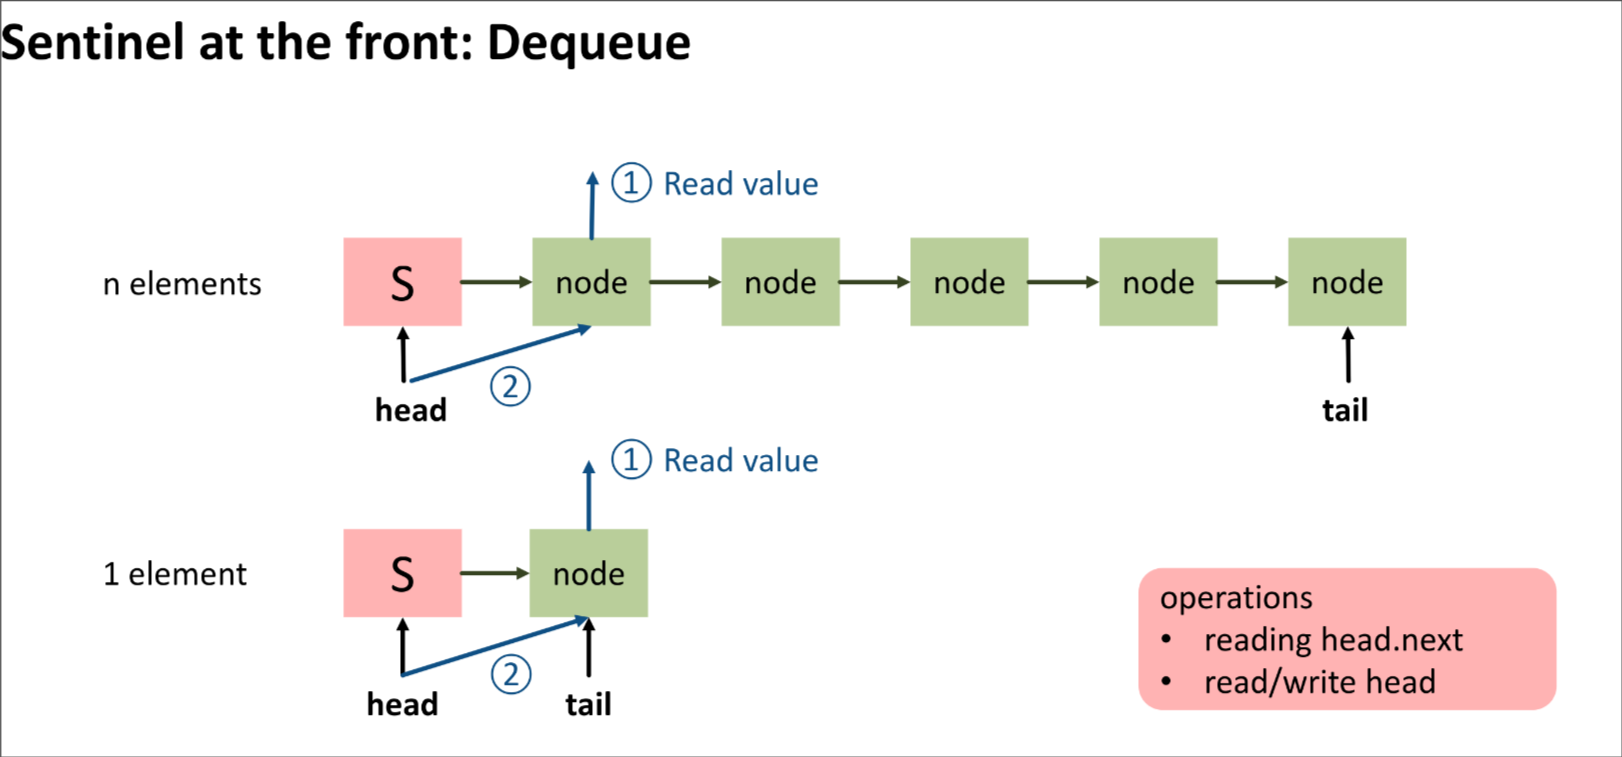 Sentinel at the front: Dequeue
① Read value
n elements
S
node
node
node
node
node
②
head
tail
① Read value
1 element
S
node
②
head
tail
operations
• reading head.next
• read/write head